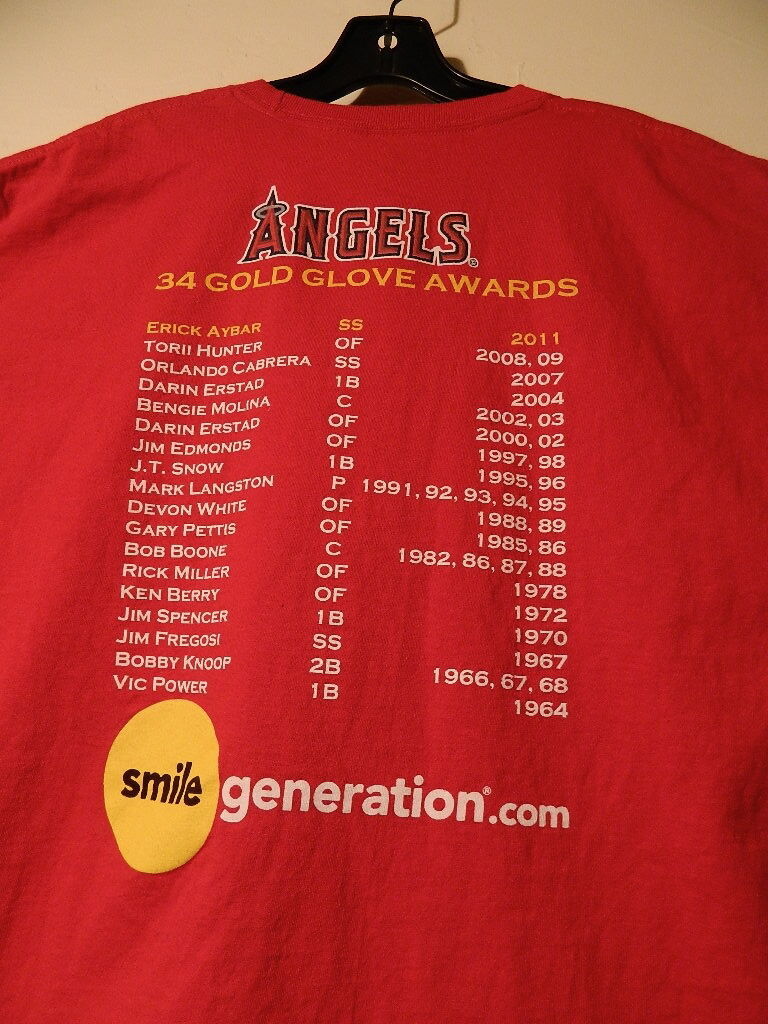 ANGELS®
34 GOLD GLOVE AWARDS
ERICK AYBAR SS 2011
TORII HUNTER OF 2008, 09
ORLANDO CABRERA SS 2007
DARIN ERSTAD 1B 2004
BENGIE MOLINA C 2002, 03
DARIN ERSTAD OF 2000, 02
JIM EDMONDS OF 1997, 98
J.T. SNOW 1B 1995, 96
MARK LANGSTON P 1991, 92, 93, 94, 95
DEVON WHITE OF 1988, 89
GARY PETTIS OF 1985, 86
BOB BOONE C 1982, 86, 87, 88
RICK MILLER OF 1978
KEN BERRY OF 1972
JIM SPENCER 1B 1970
JIM FREGOSI SS 1967
BOBBY KNOOP 2B 1966, 67, 68
VIC POWER 1B 1964
smile generation®.com